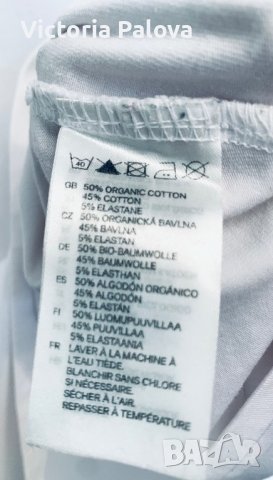 Victoria Palova
40
GB 50% ORGANIC COTTON
45% COTTON
5% ELASTANE
CZ 50% ORGANICKÁ BAVLNA
45% BAVLNA
5% ELASTAN
DE 50% BIO-BAUMWOLLE
45% BAUMWOLLE
5% ELASTHAN
ES 50% ALGODÓN ORGÁNICO
45% ALGODÓN
5% ELASTÁN
FI 50% LUOMUPUUVILLAA
45% PUUVILLAA
5% ELASTAANIA
FR LAVER À LA MACHINE À
L'EAU TIÈDE.
BLANCHIR SANS CHLORE
SI NÉCESSAIRE.
SÉCHER À L'AIR
REPASSER À TEMPÉRATURE
BAZAR